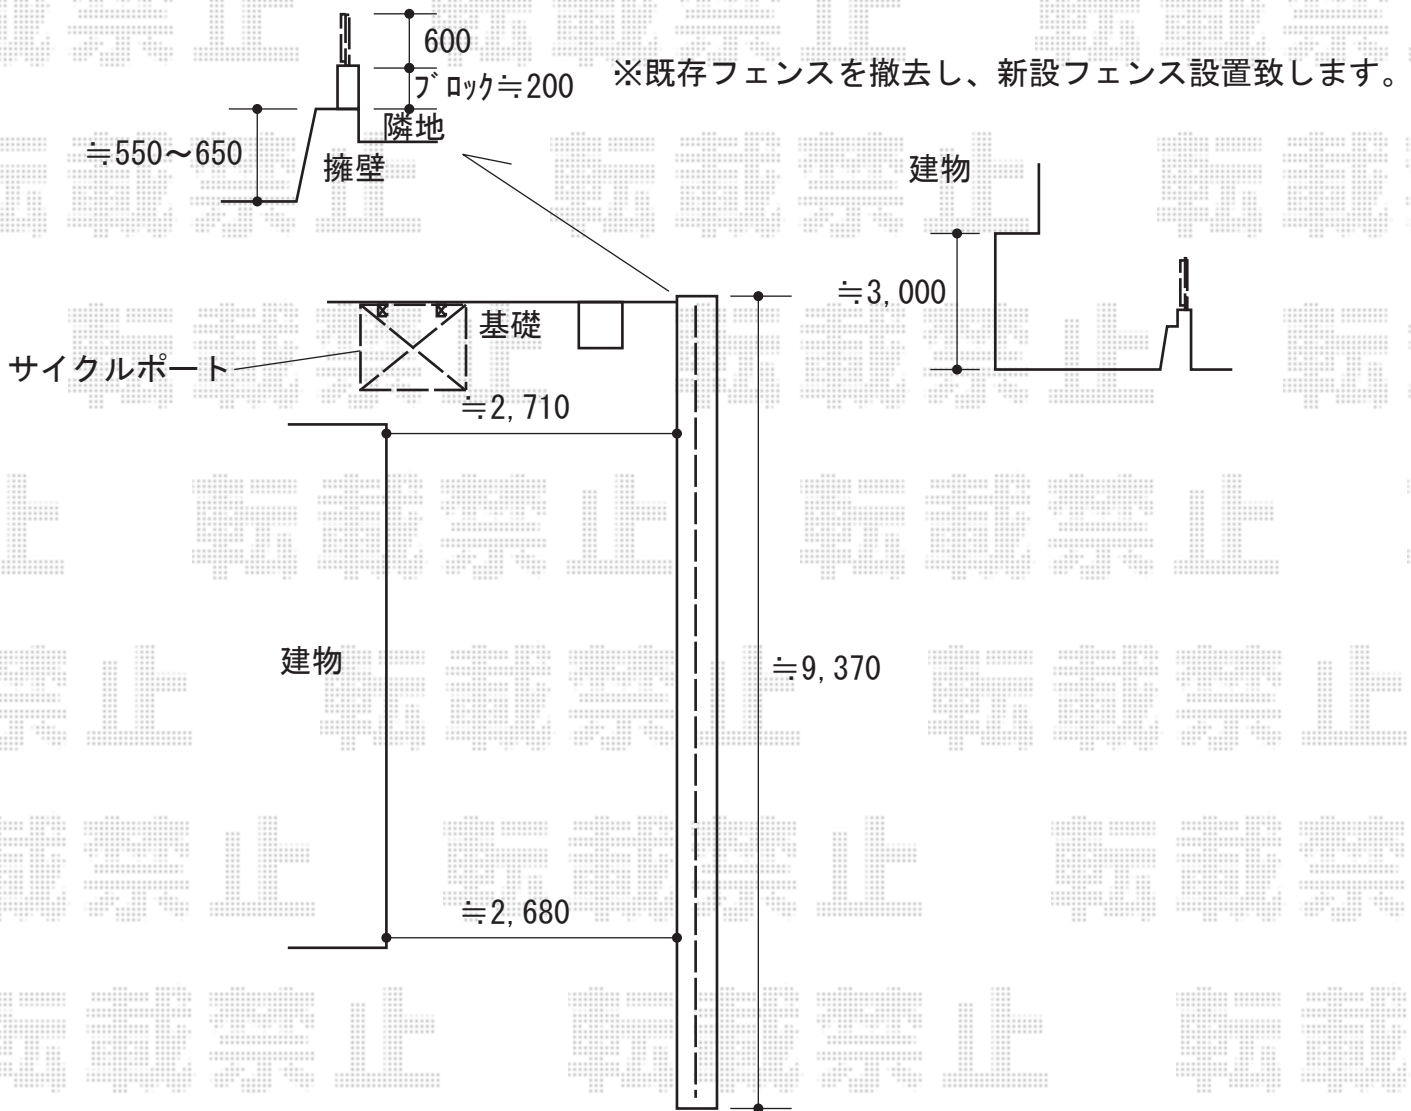 600
ブロック≒200
※既存フェンスを撤去し、新設フェンス設置致します。
隣地
≒550～650
擁壁
建物
≒3,000
基礎
サイクルポート
≒2,710
建物
≒9,370
≒2,680
転載禁止